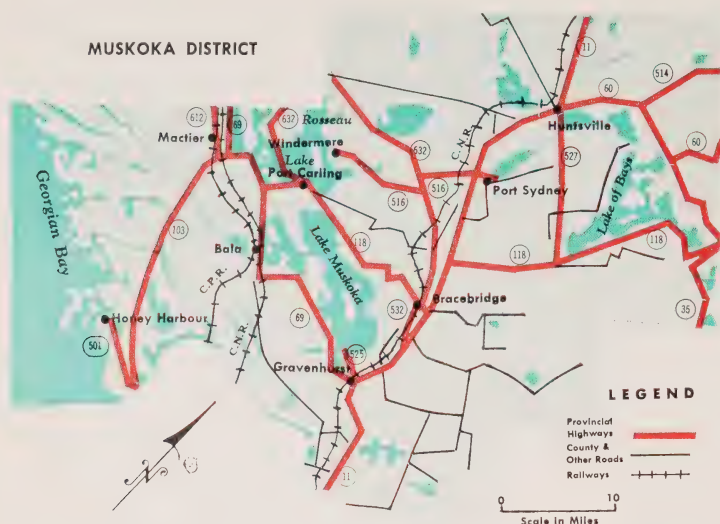 MUSKOKA DISTRICT
11
514
60
612
69
632
Rosseau
Huntsville
Mactier
Windermere
Lake
532
C.N.R.
527
60
Port Carling
516
516
Port Sydney
Georgian Bay
Lake of Bays
103
Bala
Lake Muskoka
118
118
118
C.P.R.
Honey Harbour
69
532
Bracebridge
35
501
C.N.R.
525
Gravenhurst
LEGEND
Provincial
Highways
County &
Other Roads
Railways
N
11
0 10
Scale in Miles